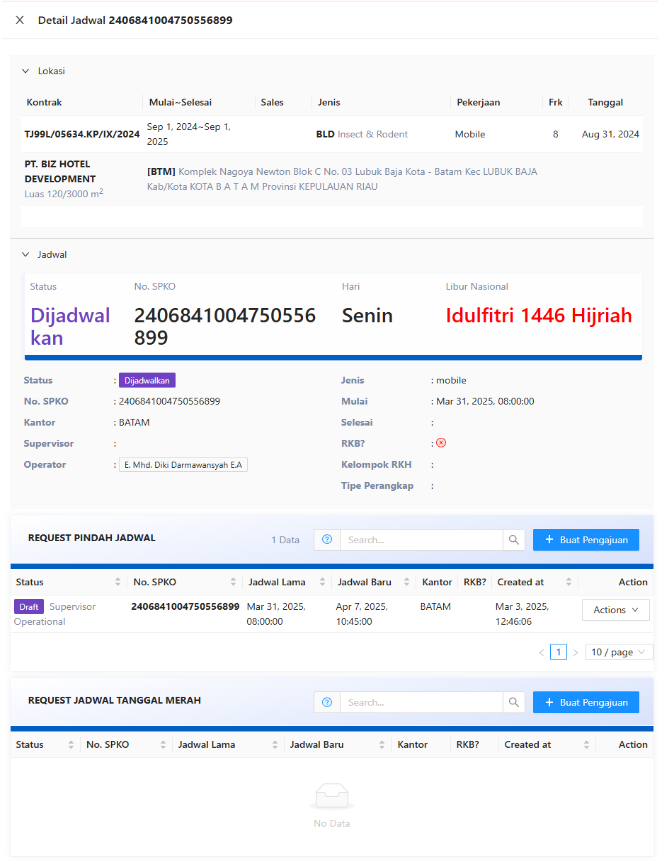 Detail Jadwal 2406841004750556899
Lokasi
Kontrak Mulai~Selesai Sales Jenis Pekerjaan Frk Tanggal
TJ99L/05634.KP/IX/2024 Sep 1, 2024~Sep 1, 2025 BLD Insect & Rodent Mobile 8 Aug 31, 2024
PT. BIZ HOTEL
DEVELOPMENT
Luas 120/3000 m²
[BTM] Komplek Nagoya Newton Blok C No. 03 Lubuk Baja Kota - Batam Kec LUBUK BAJA
Kab/Kota KOTA B A T A M Provinsi KEPULAUAN RIAU
Jadwal
Status No. SPKO Hari Libur Nasional
Dijadwalkan 2406841004750556899 Senin Idulfitri 1446 Hijriah
Status : Dijadwalkan
No. SPKO : 2406841004750556899
Kantor : BATAM
Supervisor :
Operator : E. Mhd. Diki Darmawansyah E.A
Jenis : mobile
Mulai : Mar 31, 2025, 08:00:00
Selesai :
RKB? :
Kelompok RKH :
Tipe Perangkap :
REQUEST PINDAH JADWAL 1 Data Search... + Buat Pengajuan
Status No. SPKO Jadwal Lama Jadwal Baru Kantor RKB? Created at Action
Draft Supervisor Operational 2406841004750556899 Mar 31, 2025, 08:00:00 Apr 7, 2025, 10:45:00 BATAM Mar 3, 2025, 12:46:06 Actions
< 1 > 10 / page
REQUEST JADWAL TANGGAL MERAH Search... + Buat Pengajuan
Status No. SPKO Jadwal Lama Jadwal Baru Kantor RKB? Created at Action
No Data